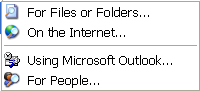 For Files or Folders...
On the Internet...
Using Microsoft Outlook...
For People...